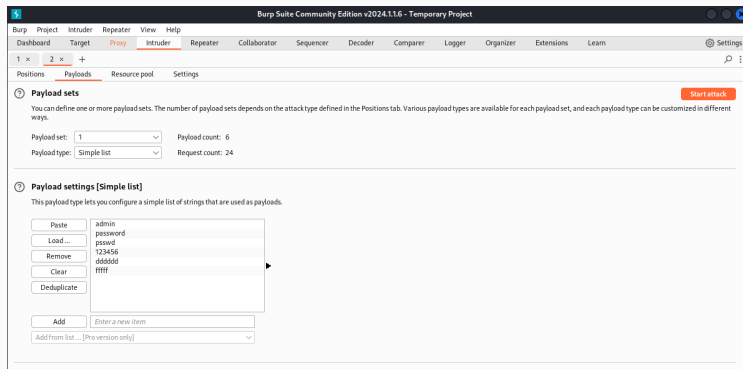 Burp Suite Community Edition v2024.1.1.6 - Temporary Project
Burp Project Intruder Repeater View Help
Dashboard Target Proxy Intruder Repeater Collaborator Sequencer Decoder Comparer Logger Organizer Extensions Learn Settings
1 × 2 × +
Positions Payloads Resource pool Settings
? Payload sets Start attack
You can define one or more payload sets. The number of payload sets depends on the attack type defined in the Positions tab. Various payload types are available for each payload set, and each payload type can be customized in different
ways.
Payload set: 1 Payload count: 6
Payload type: Simple list Request count: 24
? Payload settings [Simple list]
This payload type lets you configure a simple list of strings that are used as payloads.
Paste admin
password
Load ... psswd
Remove 123456
dddddd
Clear fffff
Deduplicate
Add Enter a new item
Add from list ... [Pro version only]